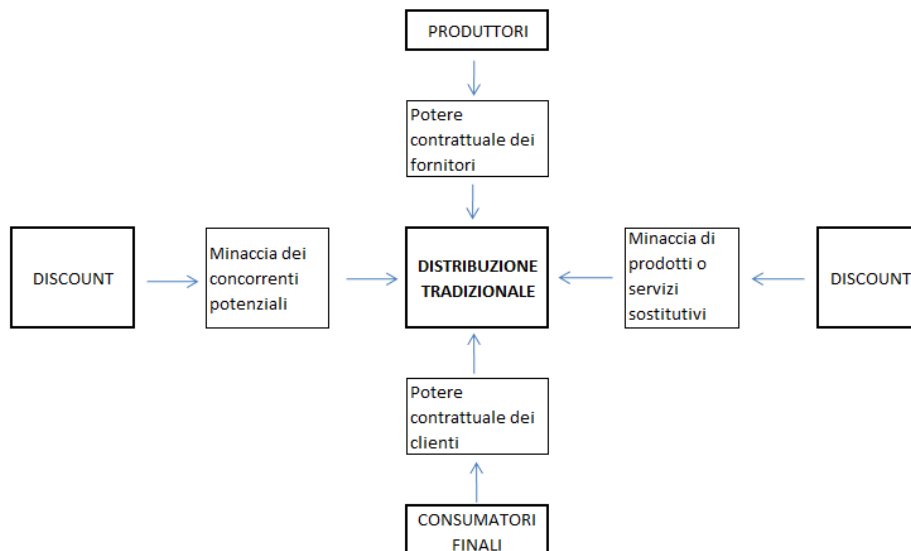 PRODUTTORI
Potere
contrattuale dei
fornitori
DISCOUNT
Minaccia dei
concorrenti
potenziali
DISTRIBUZIONE
TRADIZIONALE
Minaccia di
prodotti o
servizi
sostitutivi
DISCOUNT
Potere
contrattuale dei
clienti
CONSUMATORI
FINALI